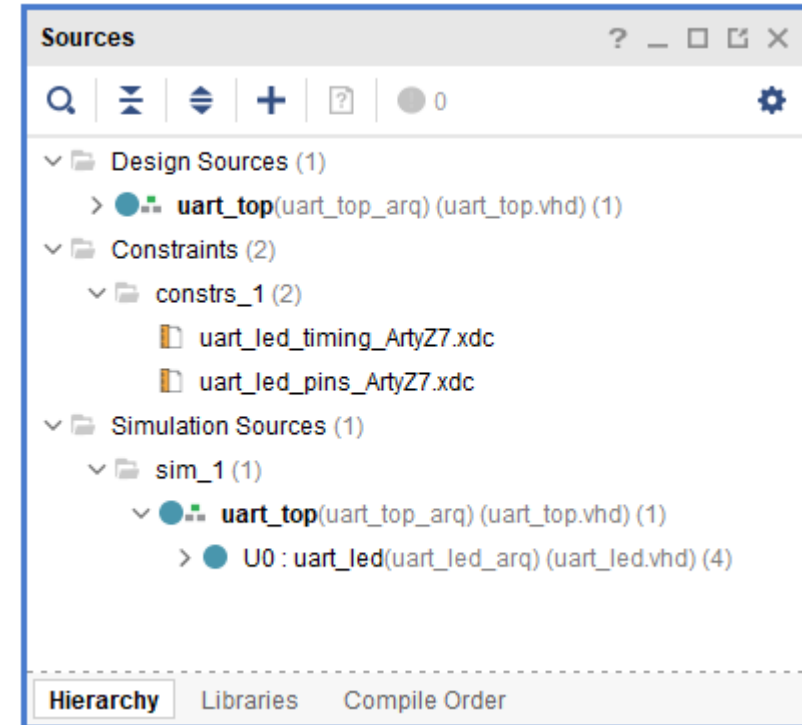 Sources
0
Design Sources (1)
uart_top(uart_top_arq) (uart_top.vhd) (1)
Constraints (2)
constrs_1 (2)
uart_led_timing_ArtyZ7.xdc
uart_led_pins_ArtyZ7.xdc
Simulation Sources (1)
sim_1 (1)
uart_top(uart_top_arq) (uart_top.vhd) (1)
U0 : uart_led(uart_led_arq) (uart_led.vhd) (4)
Hierarchy Libraries Compile Order